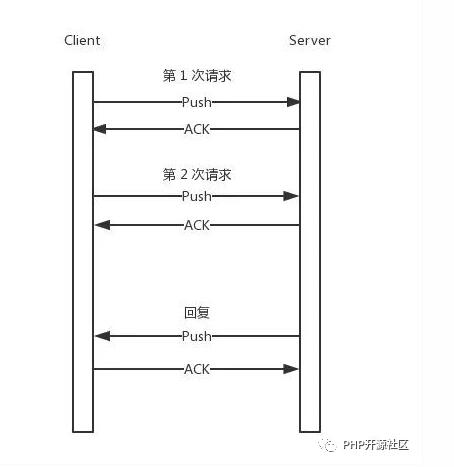 Client Server
第 1 次请求
Push
ACK
第 2 次请求
Push
ACK
回复
Push
ACK
PHP开源社区